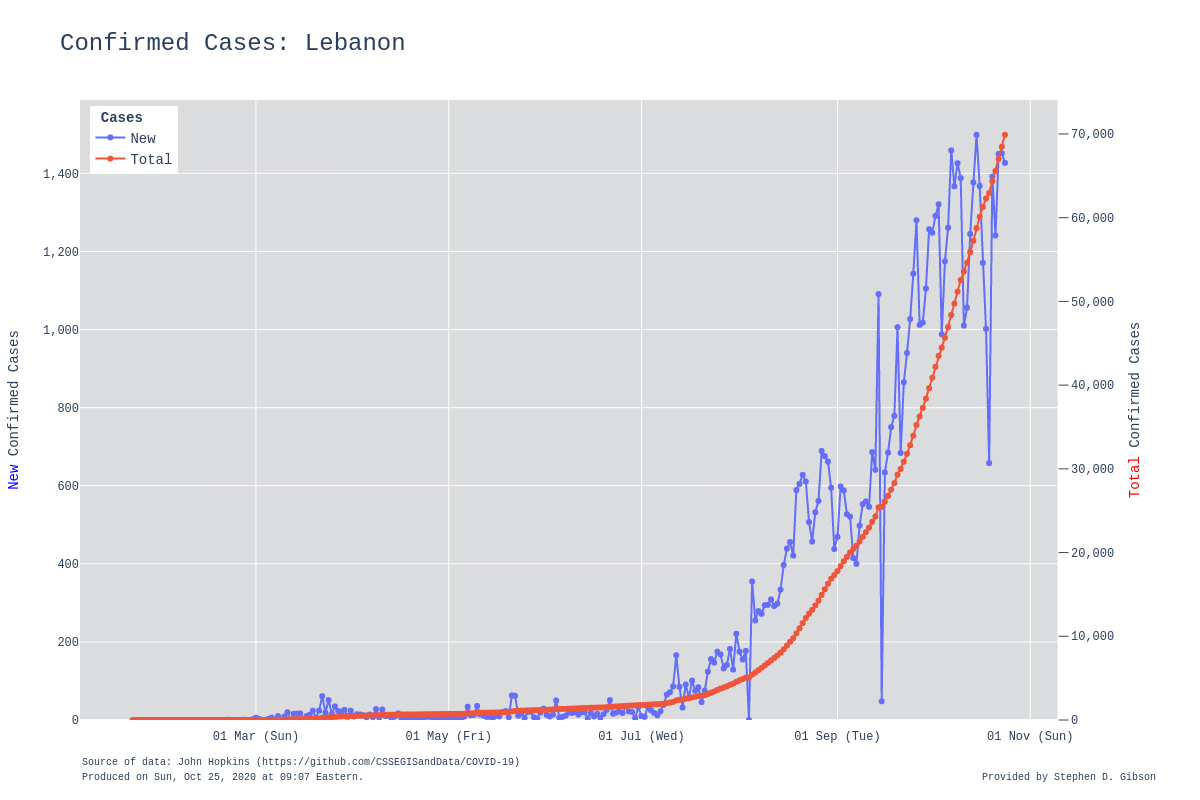 Confirmed Cases: Lebanon
Cases
New
Total
1,400
1,200
1,000
800
600
400
200
0
70,000
60,000
50,000
40,000
30,000
20,000
10,000
0
New Confirmed Cases
Total Confirmed Cases
01 Mar (Sun)
01 May (Fri)
01 Jul (Wed)
01 Sep (Tue)
01 Nov (Sun)
Source of data: John Hopkins (https://github.com/CSSEGISandData/COVID-19)
Produced on Sun, Oct 25, 2020 at 09:07 Eastern.
Provided by Stephen D. Gibson